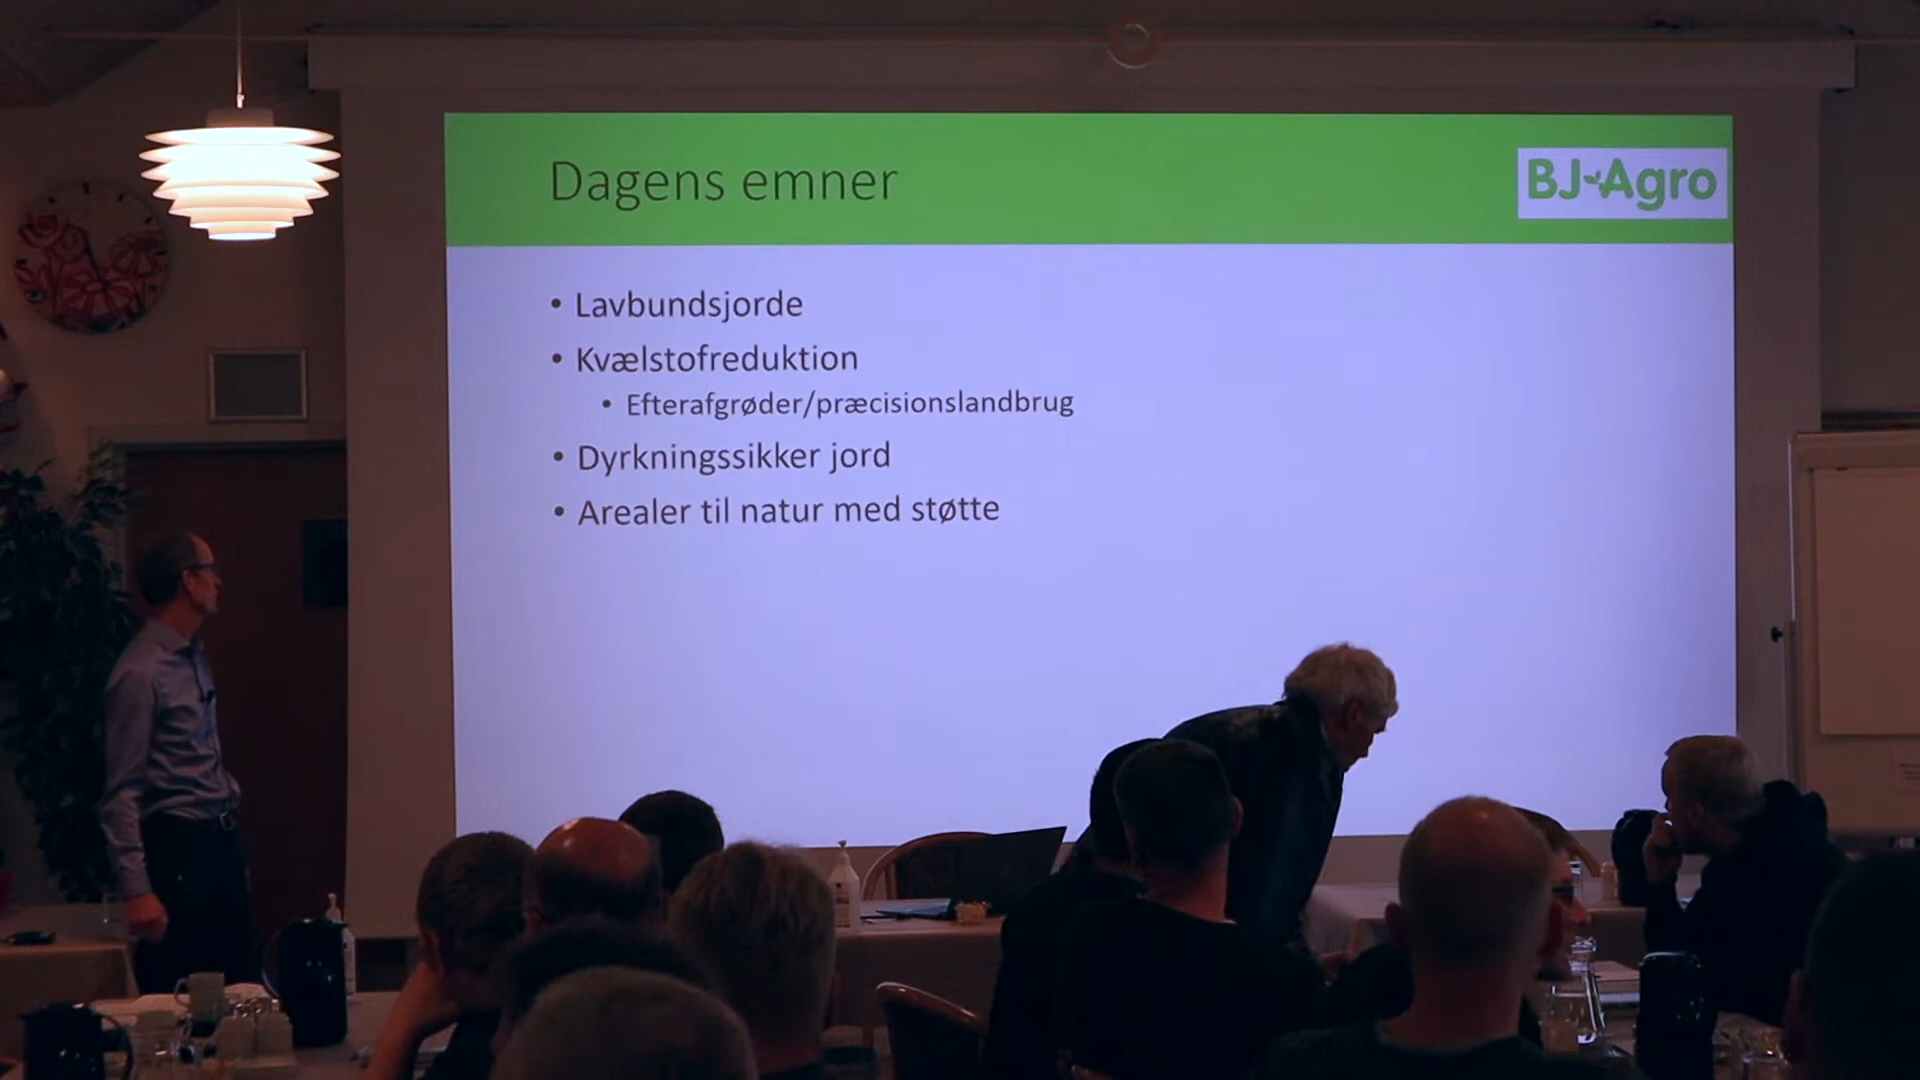 Dagens emner
BJ-Agro
• Lavbundsjorde
• Kvælstofreduktion
• Efterafgrøder/præcisionslandbrug
• Dyrkningssikker jord
• Arealer til natur med støtte